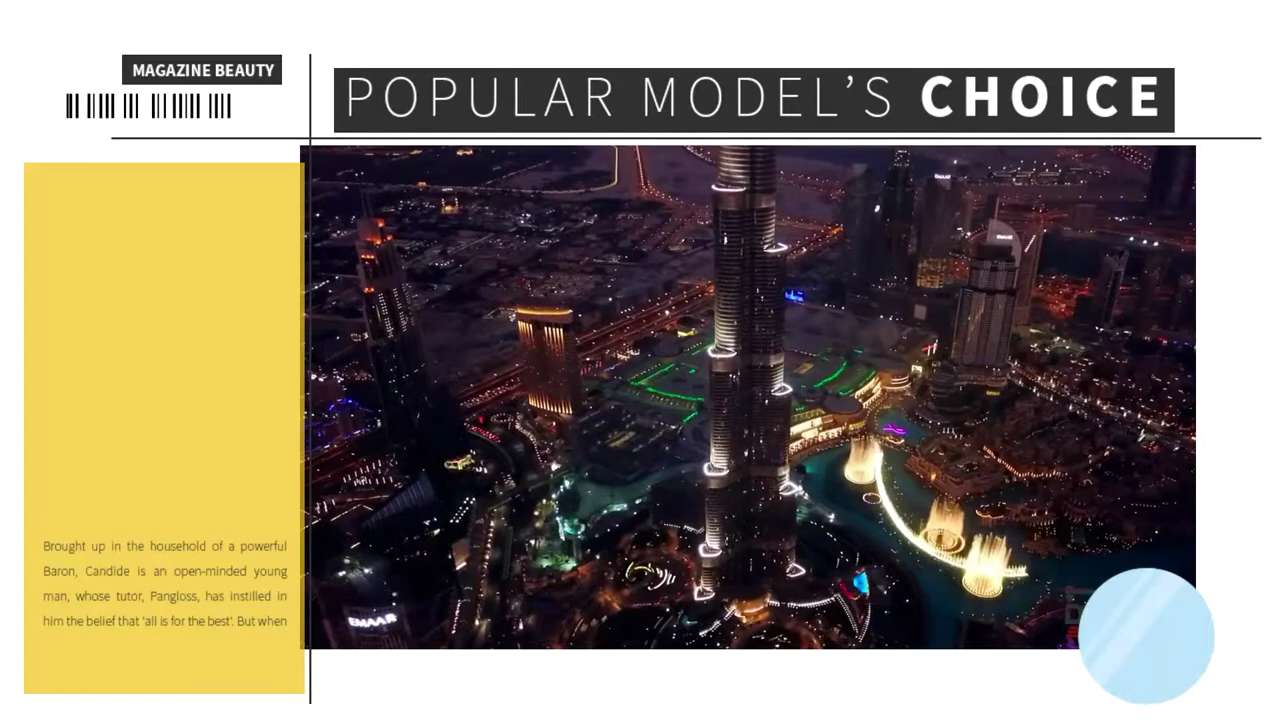 MAGAZINE BEAUTY
POPULAR MODEL’S CHOICE
Brought up in the household of a powerful
Baron, Candide is an open-minded young
man, whose tutor, Pangloss, has instilled in
him the belief that 'all is for the best'. But when
EMAAR
EMAAR